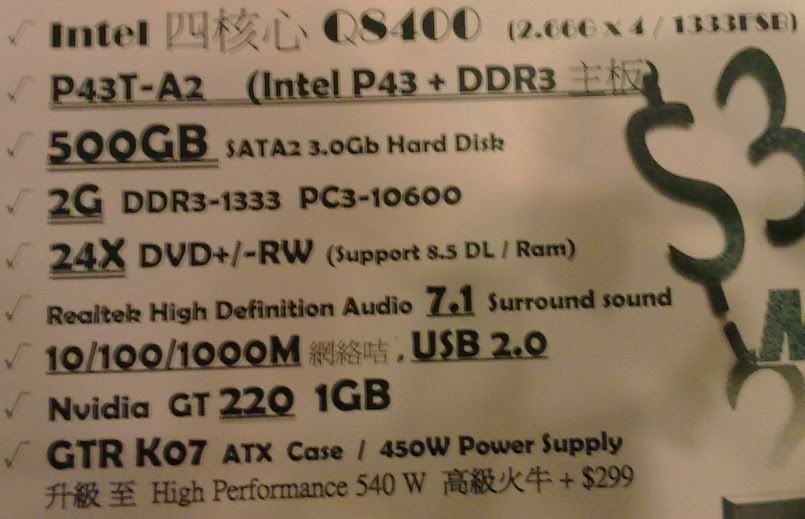 ✓ Intel 四核心 Q8400 (2.666 x 4 / 1333FSB)
✓ P43T-A2 (Intel P43 + DDR3 主板)
✓ 500GB SATA2 3.0Gb Hard Disk
✓ 2G DDR3-1333 PC3-10600
✓ 24X DVD+/-RW (Support 8.5 DL / Ram)
✓ Realtek High Definition Audio 7.1 Surround sound
✓ 10/100/1000M 網絡咭 , USB 2.0
✓ Nvidia GT 220 1GB
✓ GTR K07 ATX Case / 450W Power Supply
升級 至 High Performance 540 W 高級火牛 + $299
$3